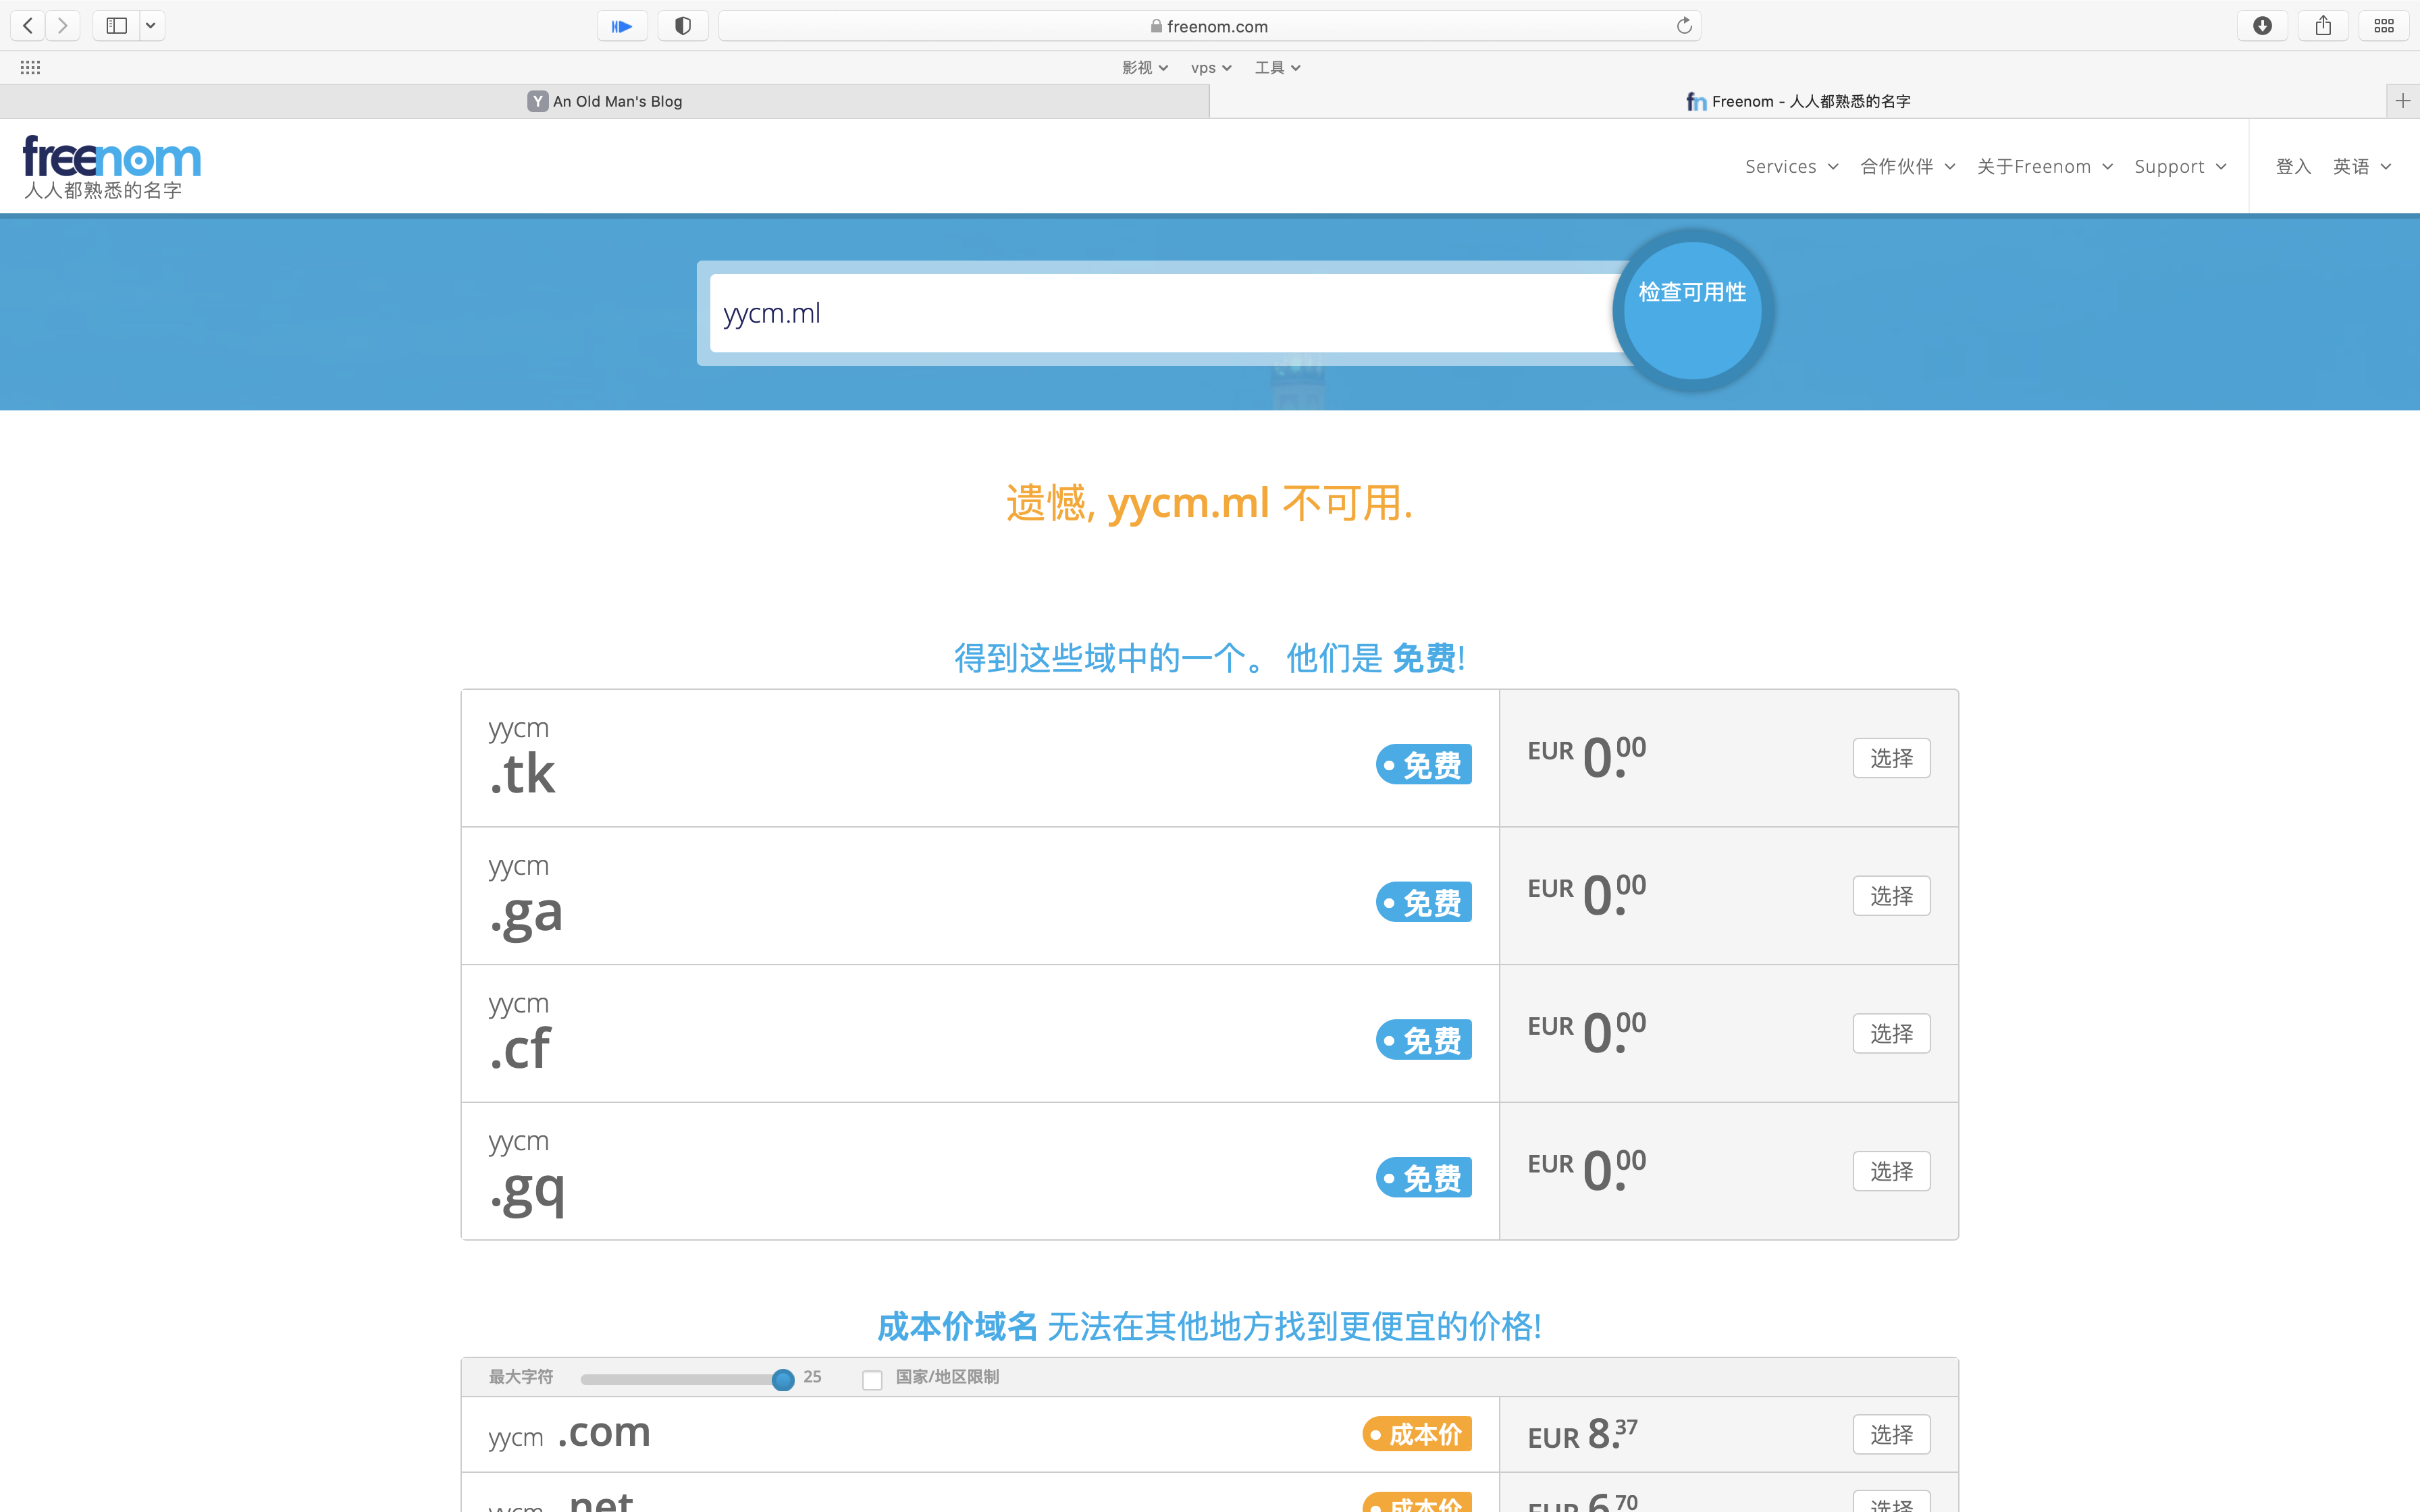 freenom.com
影视 vps 工具
An Old Man's Blog
Freenom - 人人都熟悉的名字
freenom
人人都熟悉的名字
Services 合作伙伴 关于Freenom Support 登入 英语
yycm.ml
检查可用性
遗憾, yycm.ml 不可用.
得到这些域中的一个。 他们是 免费!
yycm
.tk
免费
EUR 0.00
选择
yycm
.ga
免费
EUR 0.00
选择
yycm
.cf
免费
EUR 0.00
选择
yycm
.gq
免费
EUR 0.00
选择
成本价域名 无法在其他地方找到更便宜的价格!
最大字符 25 国家/地区限制
yycm .com 成本价 EUR 8.37 选择
yycm .net 成本价 EUR 6.70 选择